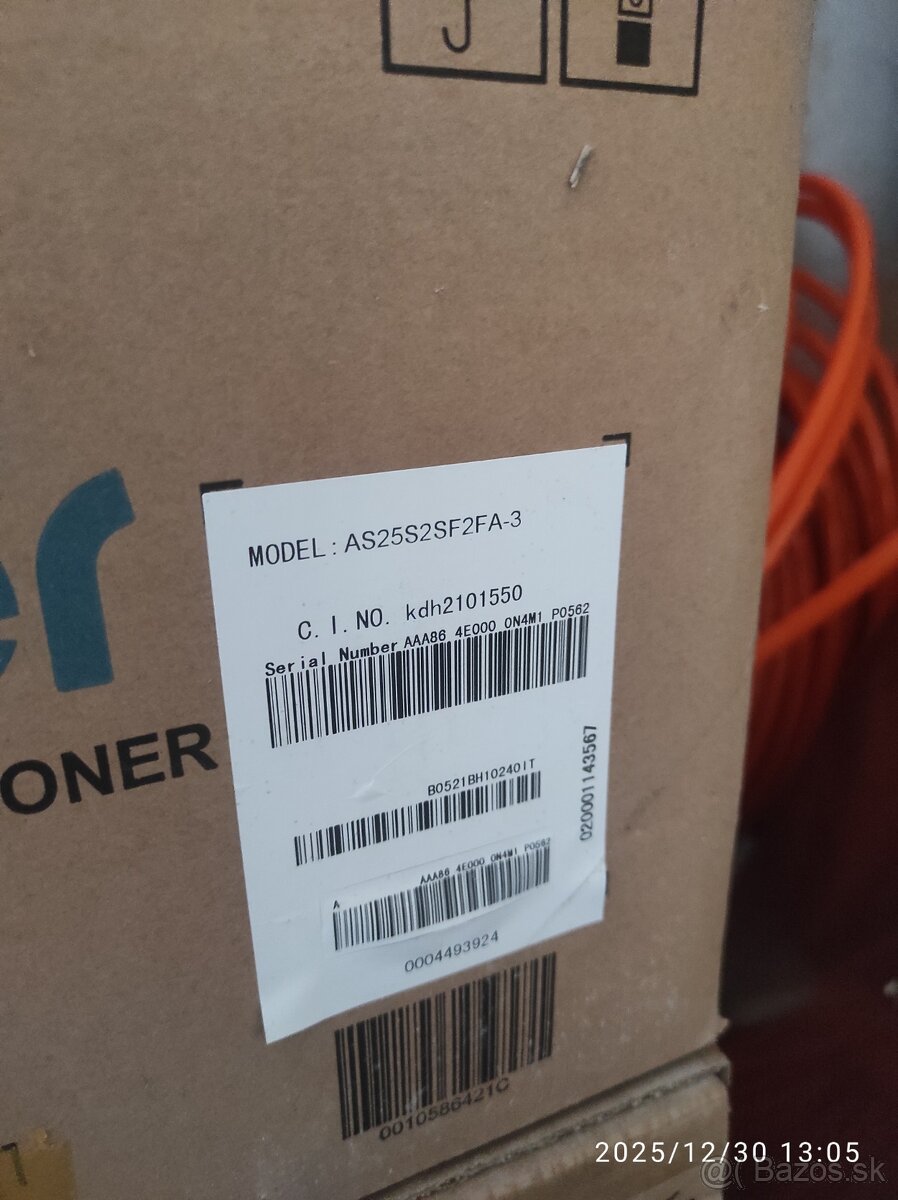 er
ONER
MODEL: AS25S2SF2FA-3
C.I.NO. kdh2101550
Serial Number AAA86 4E000 0N4M1 P0562
B0521BH10240IT
020001143567
A
AAA86 4E000 0N4M1 P0562
0004493924
0010586421C
2025/12/30 13:05
@( Bazos.sk